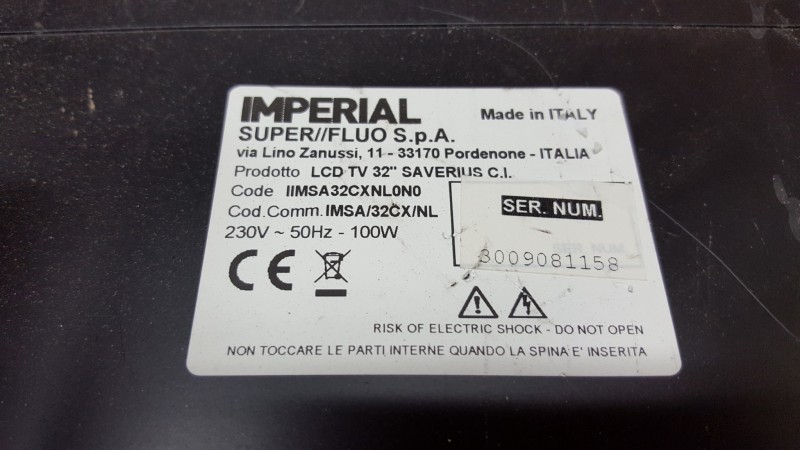 IMPERIAL
Made in ITALY
SUPER//FLUO S.p.A.
via Lino Zanussi, 11 - 33170 Pordenone - ITALIA
Prodotto LCD TV 32" SAVERIUS C.I.
Code IIMSA32CXNL0N0
Cod.Comm. IMSA/32CX/NL
230V ~ 50Hz - 100W
SER. NUM.
3009081158
CE
RISK OF ELECTRIC SHOCK - DO NOT OPEN
NON TOCCARE LE PARTI INTERNE QUANDO LA SPINA E' INSERITA